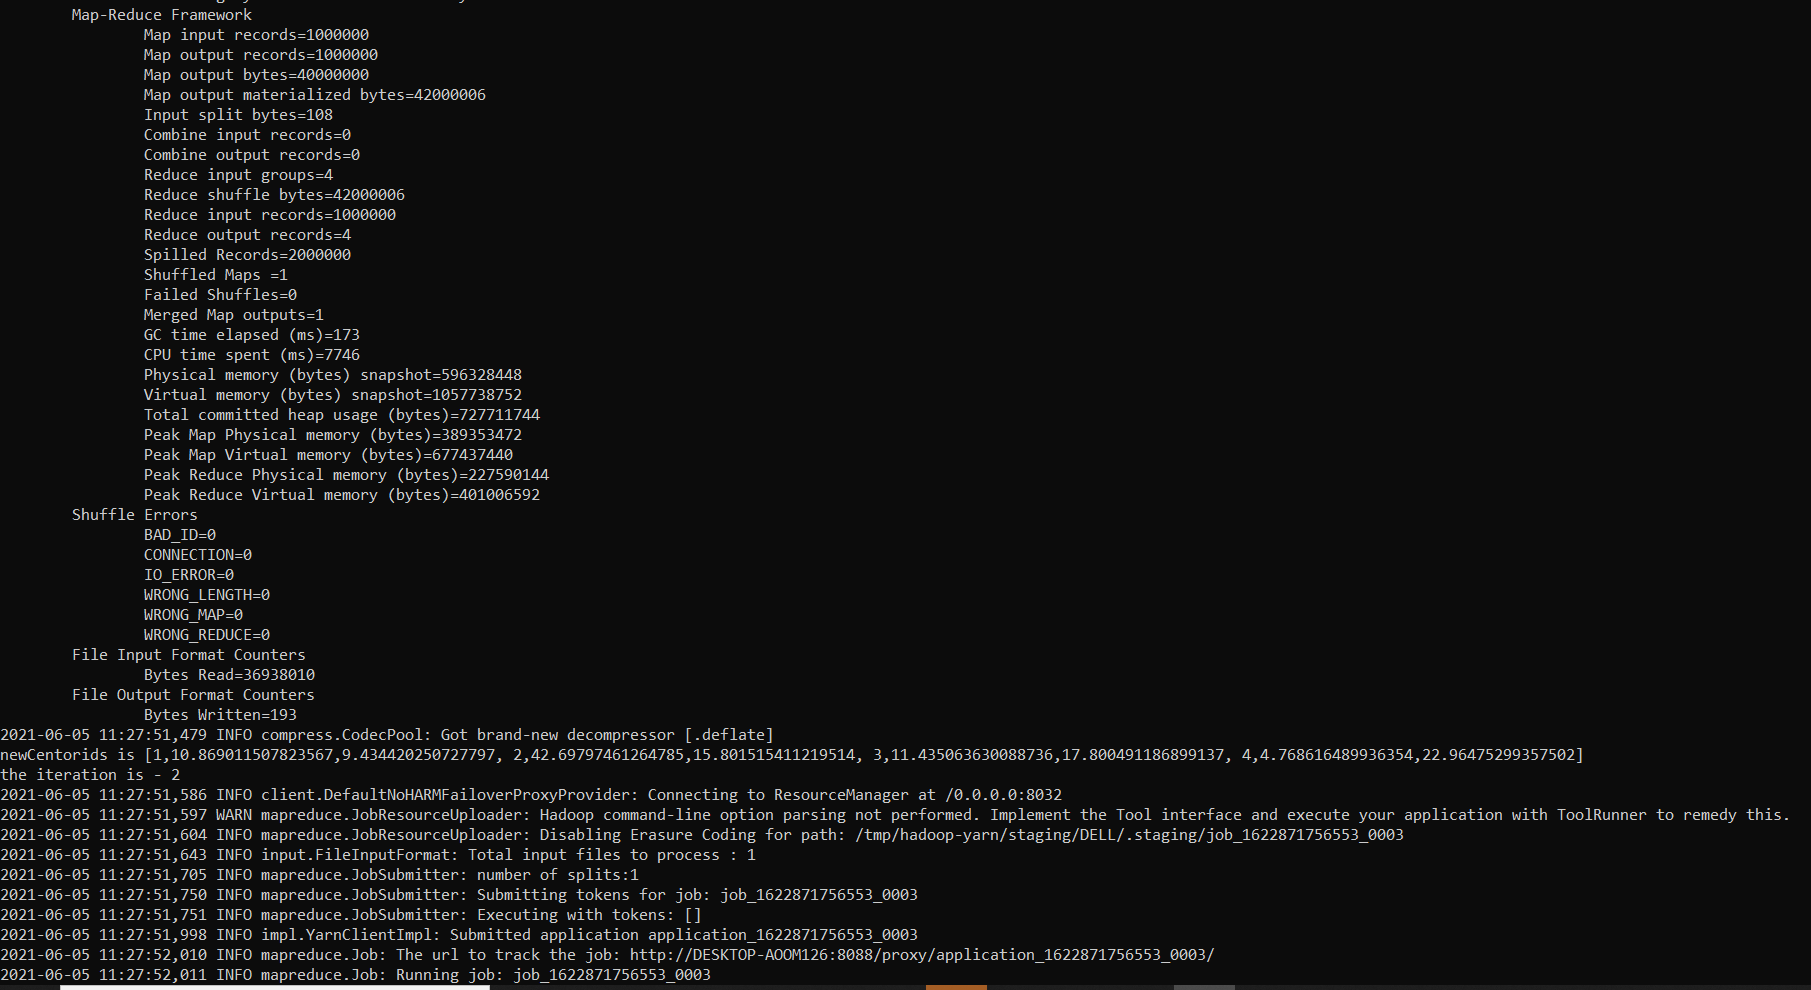 Map-Reduce Framework
Map input records=1000000
Map output records=1000000
Map output bytes=40000000
Map output materialized bytes=42000006
Input split bytes=108
Combine input records=0
Combine output records=0
Reduce input groups=4
Reduce shuffle bytes=42000006
Reduce input records=1000000
Reduce output records=4
Spilled Records=2000000
Shuffled Maps =1
Failed Shuffles=0
Merged Map outputs=1
GC time elapsed (ms)=173
CPU time spent (ms)=7746
Physical memory (bytes) snapshot=596328448
Virtual memory (bytes) snapshot=1057738752
Total committed heap usage (bytes)=727711744
Peak Map Physical memory (bytes)=389353472
Peak Map Virtual memory (bytes)=677437440
Peak Reduce Physical memory (bytes)=227590144
Peak Reduce Virtual memory (bytes)=401006592
Shuffle Errors
BAD_ID=0
CONNECTION=0
IO_ERROR=0
WRONG_LENGTH=0
WRONG_MAP=0
WRONG_REDUCE=0
File Input Format Counters
Bytes Read=36938010
File Output Format Counters
Bytes Written=193
2021-06-05 11:27:51,479 INFO compress.CodecPool: Got brand-new decompressor [.deflate]
newCentorids is [1,10.869011507823567,9.434420250727797, 2,42.69797461264785,15.801515411219514, 3,11.435063630088736,17.800491186899137, 4,4.768616489936354,22.96475299357502]
the iteration is - 2
2021-06-05 11:27:51,586 INFO client.DefaultNoHARMFailoverProxyProvider: Connecting to ResourceManager at /0.0.0.0:8032
2021-06-05 11:27:51,597 WARN mapreduce.JobResourceUploader: Hadoop command-line option parsing not performed. Implement the Tool interface and execute your application with ToolRunner to remedy this.
2021-06-05 11:27:51,604 INFO mapreduce.JobResourceUploader: Disabling Erasure Coding for path: /tmp/hadoop-yarn/staging/DELL/.staging/job_1622871756553_0003
2021-06-05 11:27:51,643 INFO input.FileInputFormat: Total input files to process : 1
2021-06-05 11:27:51,705 INFO mapreduce.JobSubmitter: number of splits:1
2021-06-05 11:27:51,750 INFO mapreduce.JobSubmitter: Submitting tokens for job: job_1622871756553_0003
2021-06-05 11:27:51,751 INFO mapreduce.JobSubmitter: Executing with tokens: []
2021-06-05 11:27:51,998 INFO impl.YarnClientImpl: Submitted application application_1622871756553_0003
2021-06-05 11:27:52,010 INFO mapreduce.Job: The url to track the job: http://DESKTOP-AOOM126:8088/proxy/application_1622871756553_0003/
2021-06-05 11:27:52,011 INFO mapreduce.Job: Running job: job_1622871756553_0003